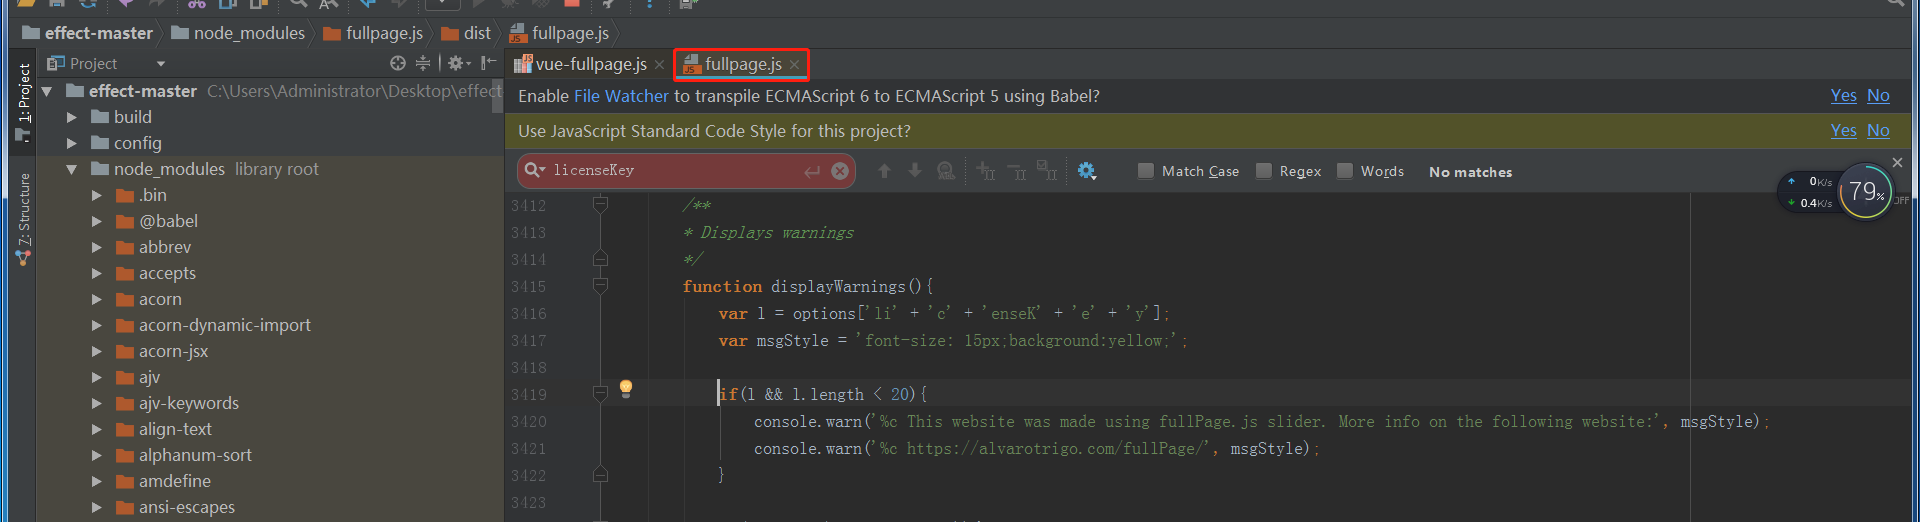 effect-master node_modules fullpage.js dist fullpage.js
Project
vue-fullpage.js fullpage.js
1: Project
Z: Structure
effect-master C:\Users\Administrator\Desktop\effect
build
config
node_modules library root
.bin
@babel
abbrev
accepts
acorn
acorn-dynamic-import
acorn-jsx
ajv
ajv-keywords
align-text
alphanum-sort
amdefine
ansi-escapes
Enable File Watcher to transpile ECMAScript 6 to ECMAScript 5 using Babel? Yes No
Use JavaScript Standard Code Style for this project? Yes No
licenseKey Match Case Regex Words No matches
0K/s
0.4K/s
79%
OFF
3412 /**
3413 * Displays warnings
3414 */
3415 function displayWarnings(){
3416 var l = options['li' + 'c' + 'enseK' + 'e' + 'y'];
3417 var msgStyle = 'font-size: 15px;background:yellow;';
3418
3419 if(l && l.length < 20){
3420 console.warn('%c This website was made using fullPage.js slider. More info on the following website:', msgStyle);
3421 console.warn('%c https://alvarotrigo.com/fullPage/', msgStyle);
3422 }
3423